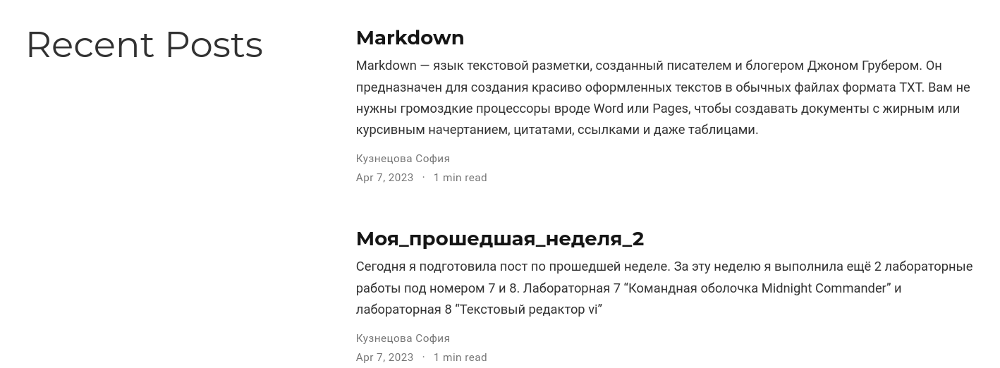 Recent Posts
Markdown
Markdown — язык текстовой разметки, созданный писателем и блогером Джоном Грубером. Он
предназначен для создания красиво оформленных текстов в обычных файлах формата TXT. Вам не
нужны громоздкие процессоры вроде Word или Pages, чтобы создавать документы с жирным или
курсивным начертанием, цитатами, ссылками и даже таблицами.
Кузнецова София
Apr 7, 2023 · 1 min read
Моя_прошедшая_неделя_2
Сегодня я подготовила пост по прошедшей неделе. За эту неделю я выполнила ещё 2 лабораторные
работы под номером 7 и 8. Лабораторная 7 “Командная оболочка Midnight Commander” и
лабораторная 8 “Текстовый редактор vi”
Кузнецова София
Apr 7, 2023 · 1 min read